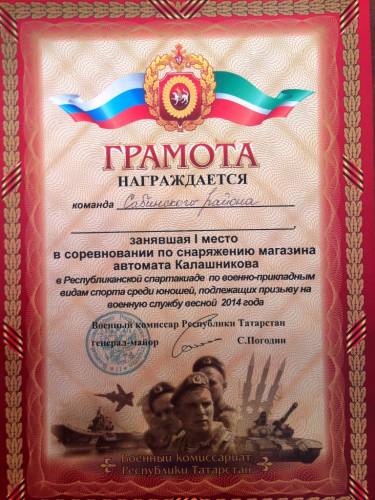 ГРАМОТА
НАГРАЖДАЕТСЯ
команда Сабинского района
занявшая I место
в соревновании по снаряжению магазина
автомата Калашникова
в Республиканской спартакиаде по военно-прикладным
видам спорта среди юношей, подлежащих призыву на
военную службу весной 2014 года
Военный комиссар Республики Татарстан
генерал-майор С.Погодин
Военный комиссариат
Республики Татарстан